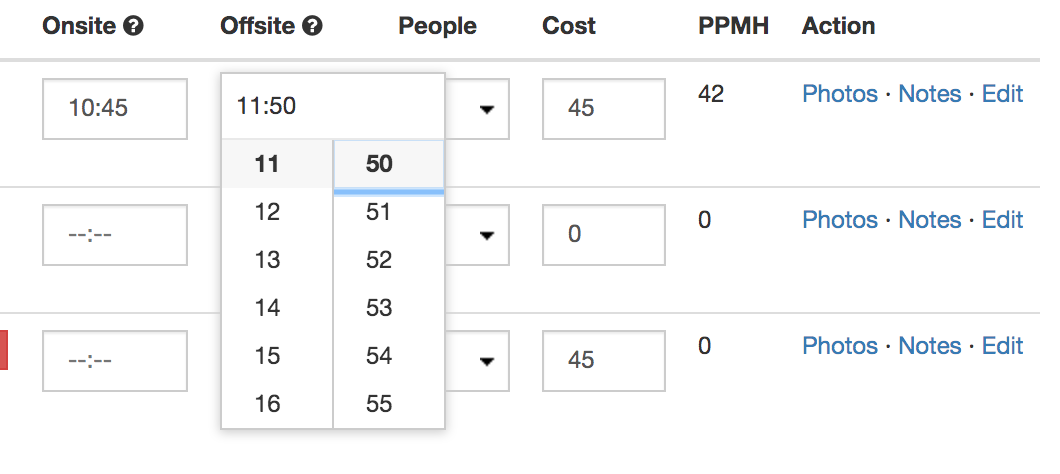 Onsite ? Offsite ? People Cost PPMH Action
10:45 11:50 45 42 Photos · Notes · Edit
11 50
12 51
--:-- 0 0 Photos · Notes · Edit
13 52
14 53
--:-- 15 54 45 0 Photos · Notes · Edit
16 55